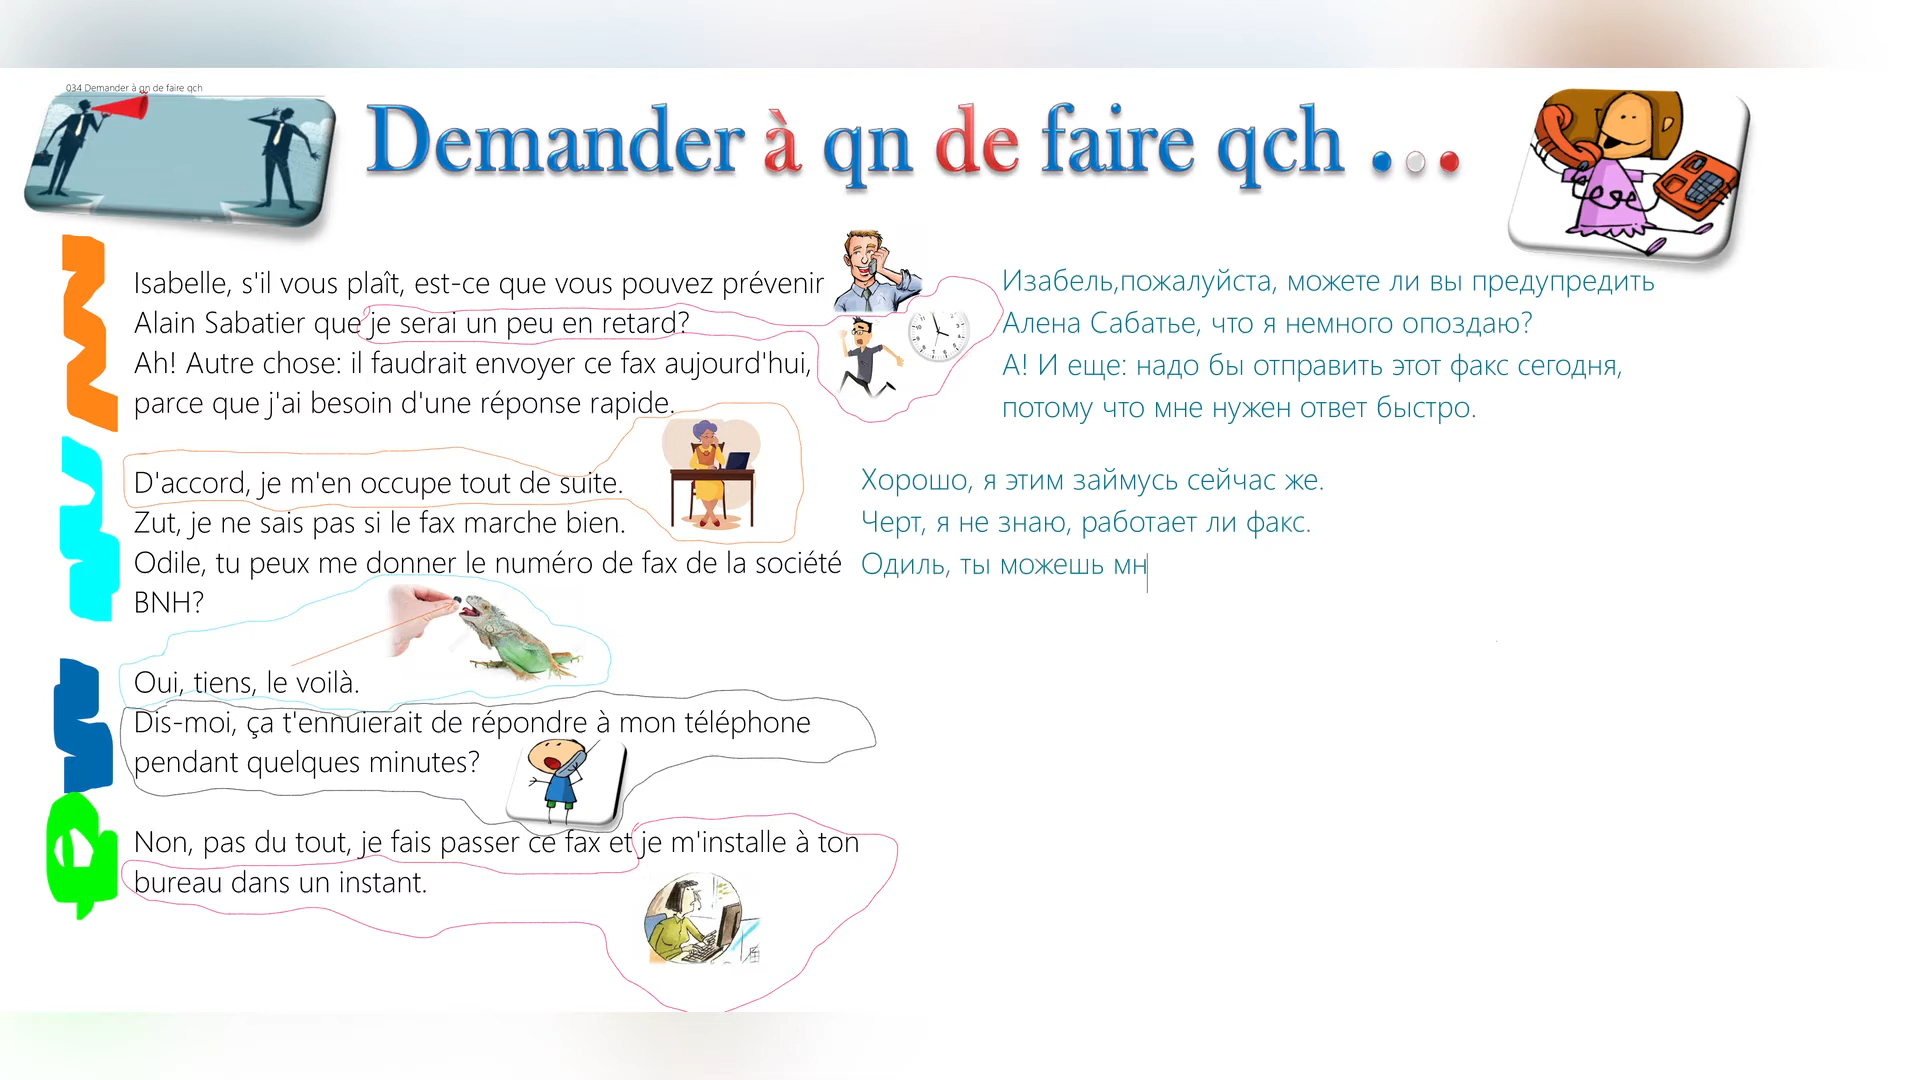 034 Demander à qn de faire qch
Demander à qn de faire qch ...
Isabelle, s'il vous plaît, est-ce que vous pouvez prévenir
Alain Sabatier que je serai un peu en retard?
Ah! Autre chose: il faudrait envoyer ce fax aujourd'hui,
parce que j'ai besoin d'une réponse rapide.
Изабель,пожалуйста, можете ли вы предупредить
Алена Сабатье, что я немного опоздаю?
А! И еще: надо бы отправить этот факс сегодня,
потому что мне нужен ответ быстро.
D'accord, je m'en occupe tout de suite.
Zut, je ne sais pas si le fax marche bien.
Odile, tu peux me donner le numéro de fax de la société
BNH?
Хорошо, я этим займусь сейчас же.
Черт, я не знаю, работает ли факс.
Одиль, ты можешь мн
Oui, tiens, le voilà.
Dis-moi, ça t'ennuierait de répondre à mon téléphone
pendant quelques minutes?
Non, pas du tout, je fais passer ce fax et je m'installe à ton
bureau dans un instant.